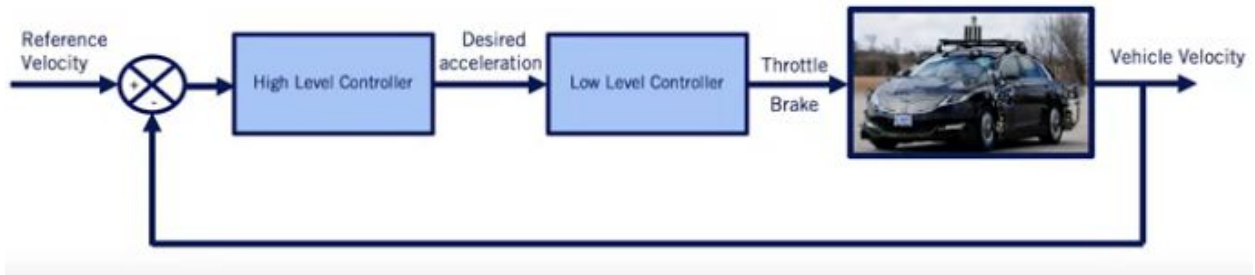 Reference
Velocity
+
-
High Level Controller
Desired
acceleration
Low Level Controller
Throttle
Brake
Vehicle Velocity